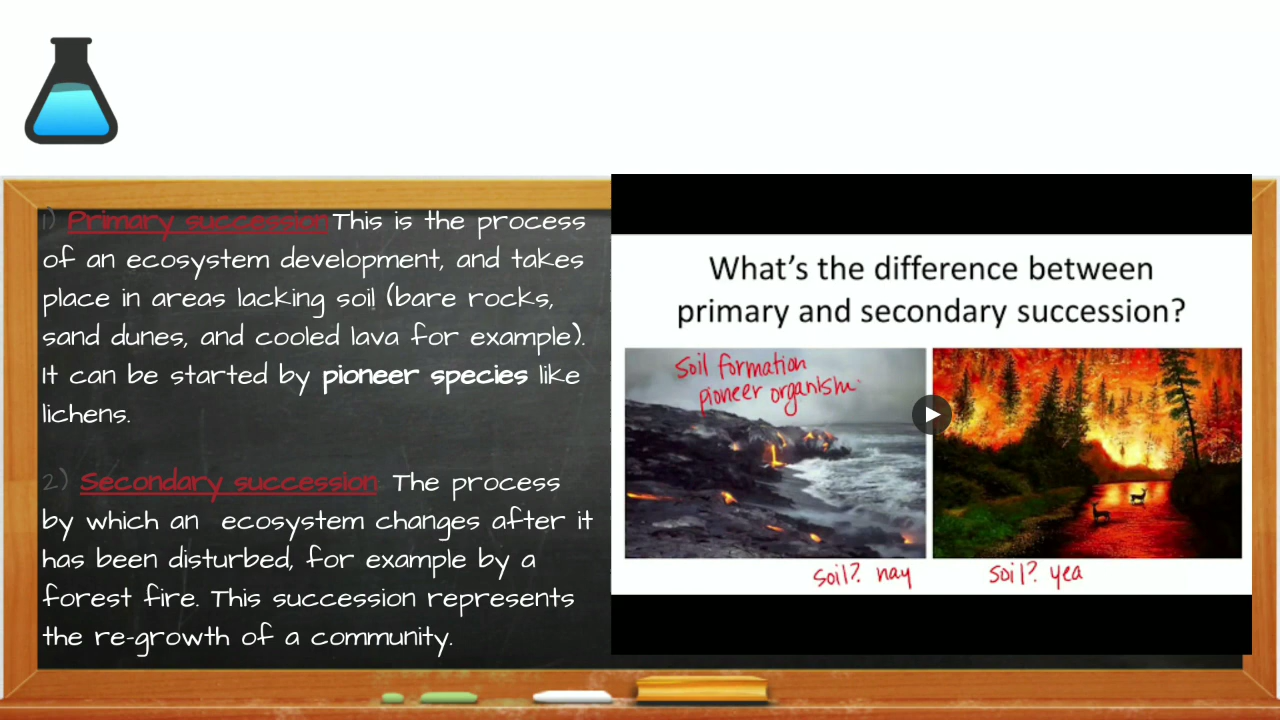 1) Primary succession This is the process
of an ecosystem development, and takes
place in areas lacking soil (bare rocks,
sand dunes, and cooled lava for example).
It can be started by pioneer species like
lichens.
2) Secondary succession The process
by which an ecosystem changes after it
has been disturbed, for example by a
forest fire. This succession represents
the re-growth of a community.
What's the difference between
primary and secondary succession?
Soil formation
pioneer organism
soil? nay
soil? yea